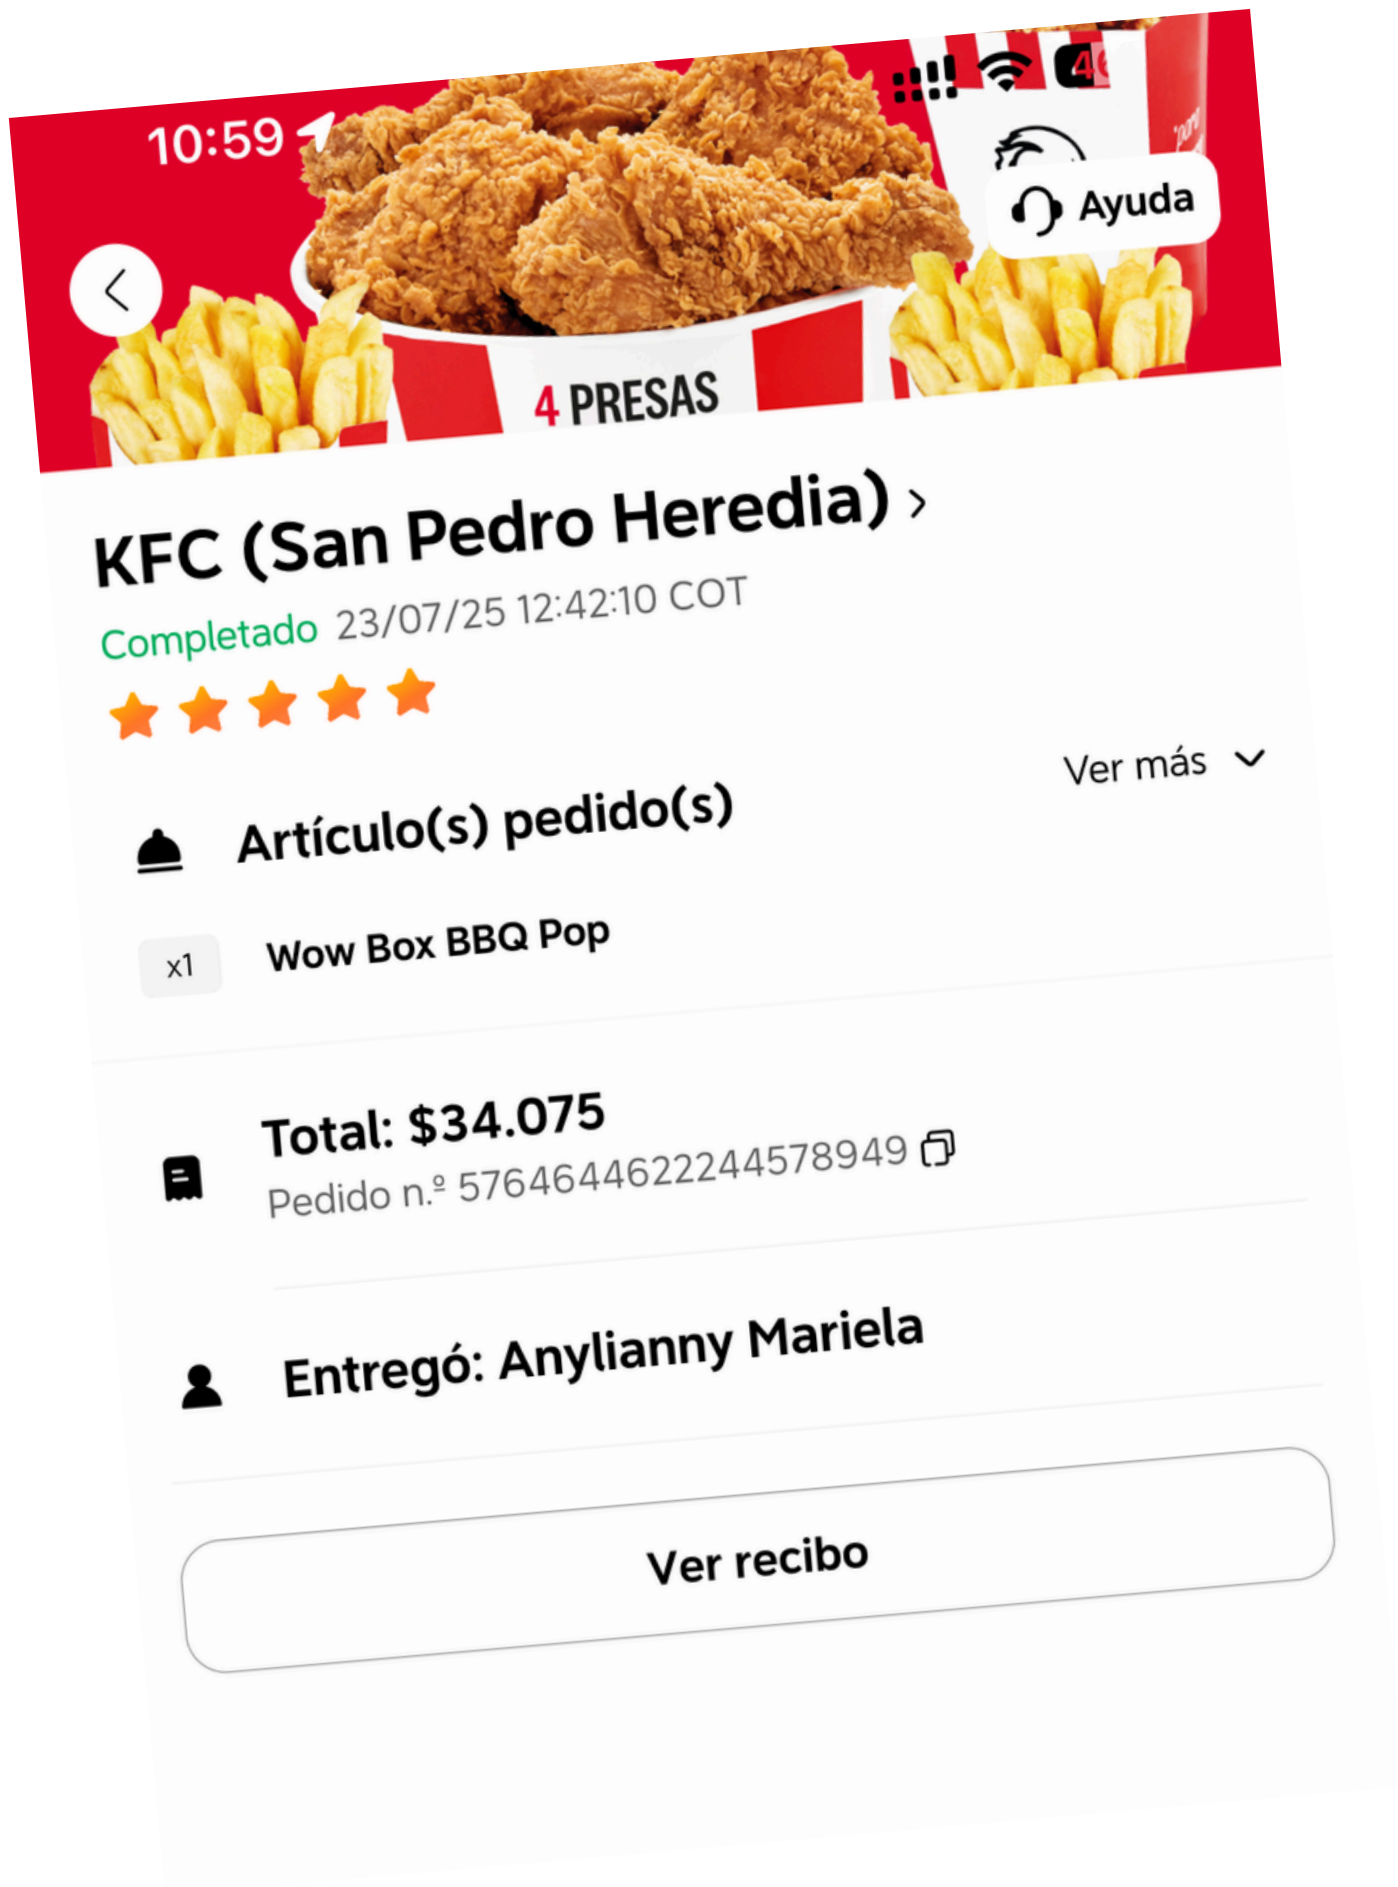 10:59
46
Ayuda
4 PRESAS
KFC (San Pedro Heredia) >
Completado 23/07/25 12:42:10 COT
Artículo(s) pedido(s)
Ver más
x1 Wow Box BBQ Pop
Total: $34.075
Pedido n.º 5764644622244578949
Entregó: Anylianny Mariela
Ver recibo